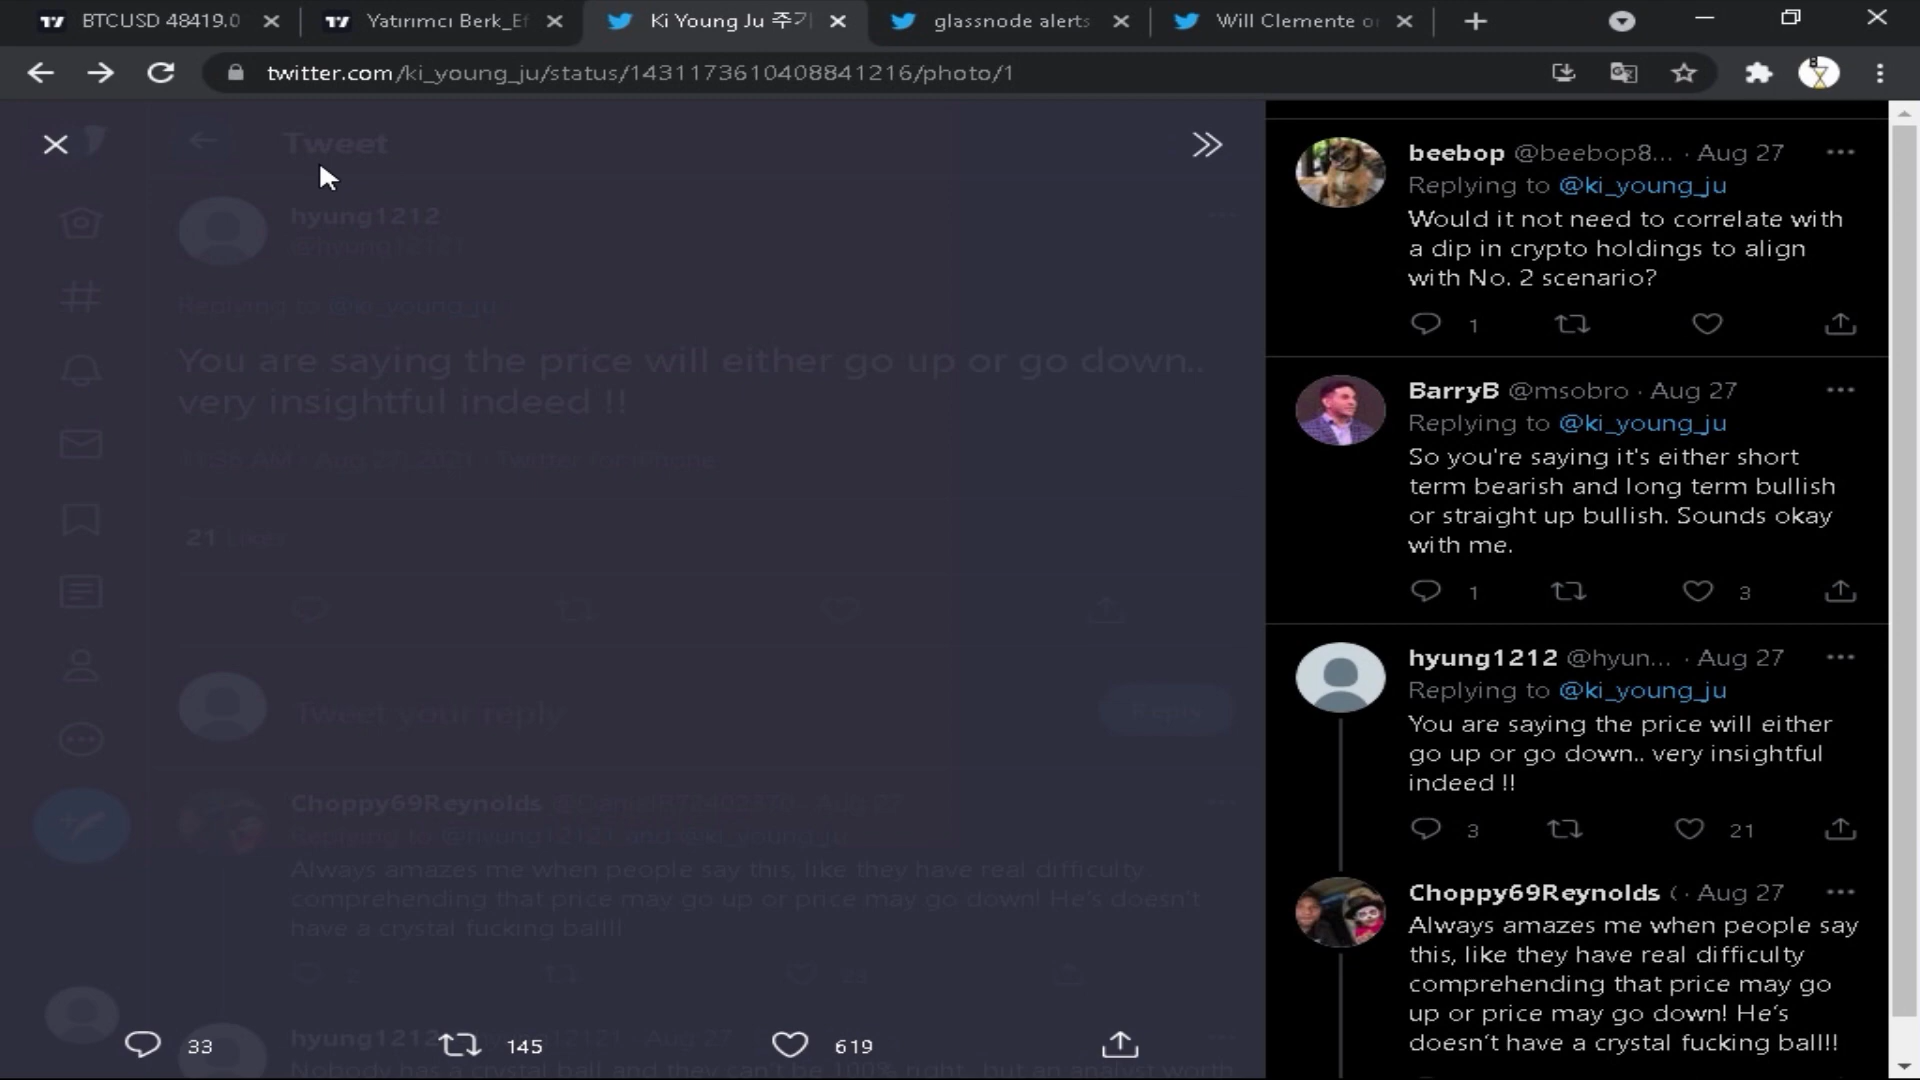 BTCUSD 48419.0
Yatırımcı Berk_Ef
Ki Young Ju 주기
glassnode alerts
Will Clemente o
twitter.com/ki_young_ju/status/1431173610408841216/photo/1
Tweet
hyung1212
@hyung12121
Replying to @ki_young_ju
You are saying the price will either go up or go down..
very insightful indeed !!
11:35 AM · Aug 27, 2021 · Twitter for iPhone
21 Likes
Tweet your reply
Reply
Choppy69Reynolds
Aug 27
Replying to @hyung12121 and @ki_young_ju
Always amazes me when people say this, like they have real difficulty
comprehending that price may go up or price may go down! He's doesn't
have a crystal fucking ball!!
2
hyung1212 @hyung12121 · Aug 27
Nobody has a crystal ball and they can't be 100% right, but an analyst worth
33
145
619
beebop @beebop8... · Aug 27
Replying to @ki_young_ju
Would it not need to correlate with
a dip in crypto holdings to align
with No. 2 scenario?
1
BarryB @msobro · Aug 27
Replying to @ki_young_ju
So you're saying it's either short
term bearish and long term bullish
or straight up bullish. Sounds okay
with me.
1 3
hyung1212 @hyun... · Aug 27
Replying to @ki_young_ju
You are saying the price will either
go up or go down.. very insightful
indeed !!
3 21
Choppy69Reynolds ( · Aug 27
Always amazes me when people say
this, like they have real difficulty
comprehending that price may go
up or price may go down! He's
doesn't have a crystal fucking ball!!